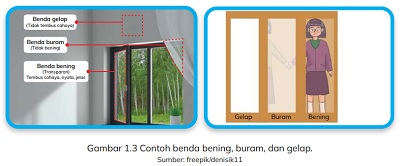 Benda gelap
(Tidak tembus cahaya)
Benda buram
(Tidak bening)
Benda bening
(Transparan)
Tembus cahaya, nyata, jelas
Gelap Buram Bening
Gambar 1.3 Contoh benda bening, buram, dan gelap.
Sumber: freepik/denisik11